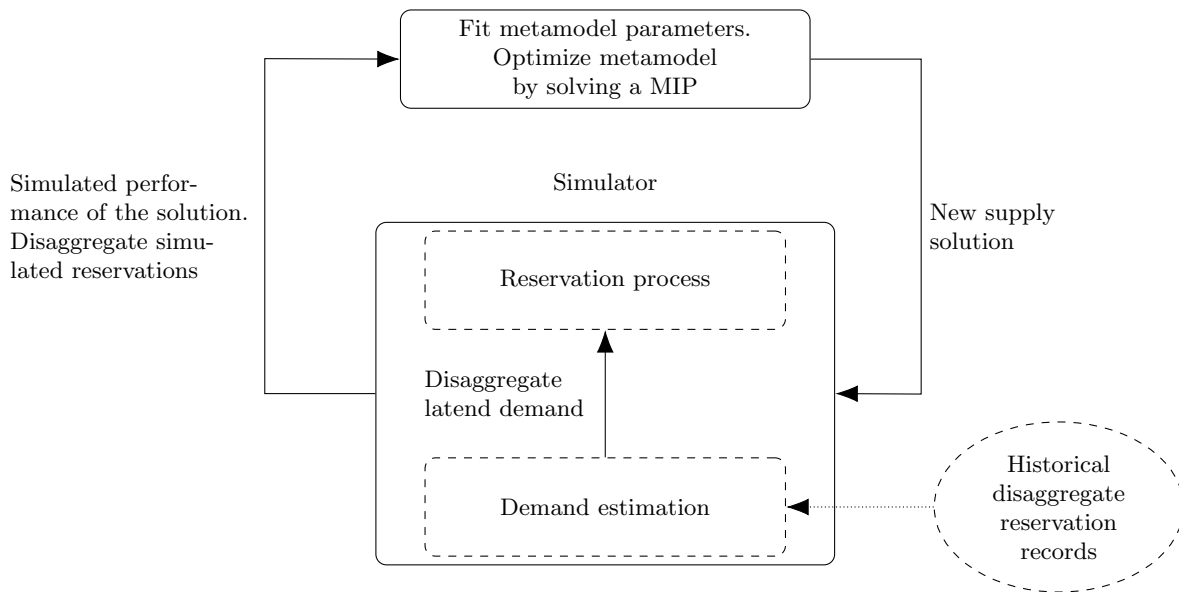 Fit metamodel parameters.
Optimize metamodel
by solving a MIP
Simulated perfor-
mance of the solution.
Disaggregate simu-
lated reservations
Simulator
New supply
solution
Reservation process
Disaggregate
latend demand
Demand estimation
Historical
disaggregate
reservation
records